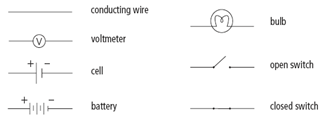 conducting wire
V
voltmeter
+ −
cell
+ −
battery
bulb
open switch
closed switch